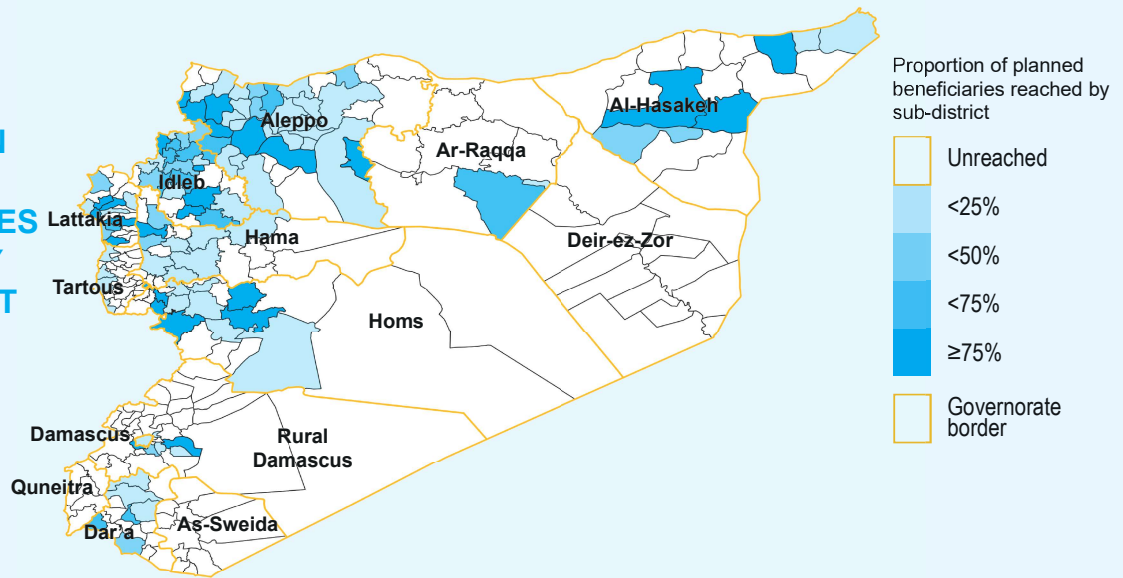 ES
T
Aleppo
Al-Hasakeh
Ar-Raqqa
Idleb
Lattakia
Hama
Deir-ez-Zor
Tartous
Homs
Damascus
Rural
Damascus
Quneitra
Dar'a
As-Sweida
Proportion of planned
beneficiaries reached by
sub-district
Unreached
<25%
<50%
<75%
≥75%
Governorate
border